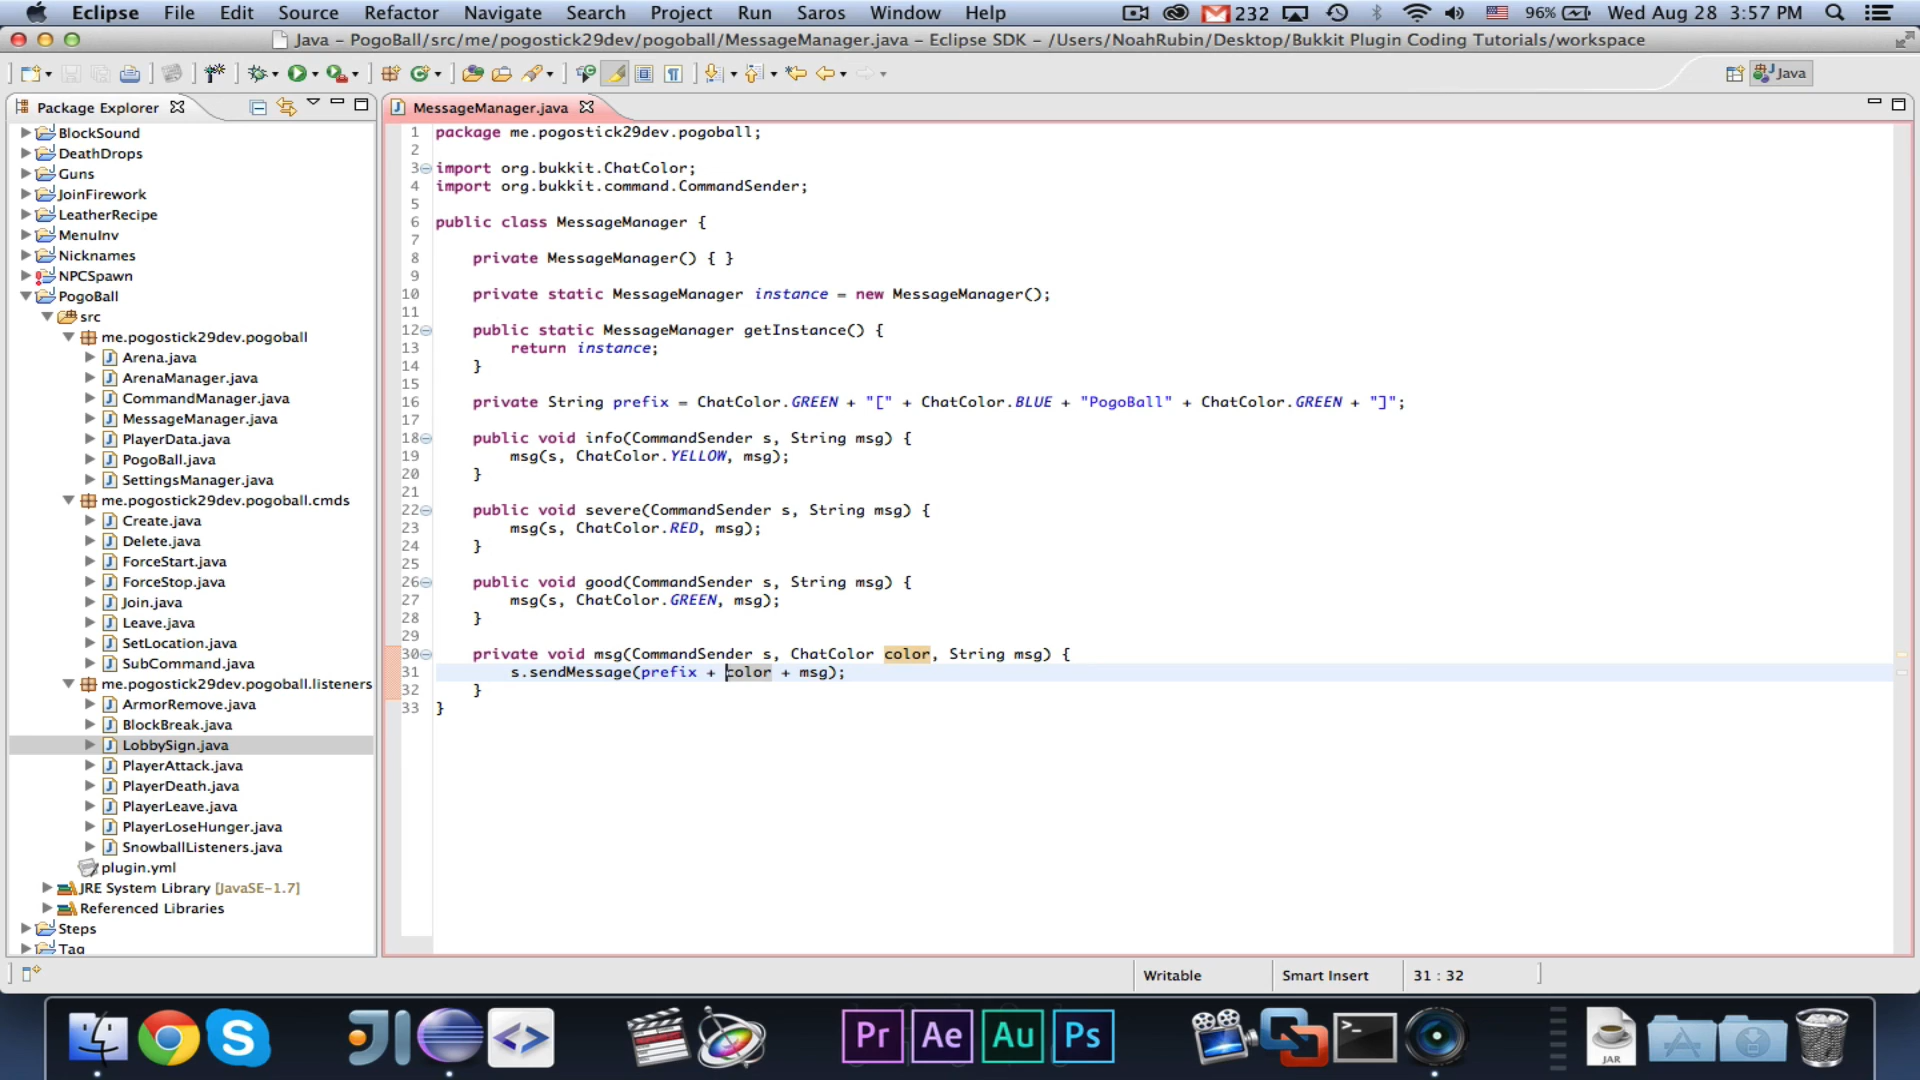 Eclipse File Edit Source Refactor Navigate Search Project Run Saros Window Help 232 96% Wed Aug 28 3:57 PM
Java – PogoBall/src/me/pogostick29dev/pogoball/MessageManager.java – Eclipse SDK – /Users/NoahRubin/Desktop/Bukkit Plugin Coding Tutorials/workspace
Java
Package Explorer
BlockSound
DeathDrops
Guns
JoinFirework
LeatherRecipe
MenuInv
Nicknames
NPCSpawn
PogoBall
src
me.pogostick29dev.pogoball
Arena.java
ArenaManager.java
CommandManager.java
MessageManager.java
PlayerData.java
PogoBall.java
SettingsManager.java
me.pogostick29dev.pogoball.cmds
Create.java
Delete.java
ForceStart.java
ForceStop.java
Join.java
Leave.java
SetLocation.java
SubCommand.java
me.pogostick29dev.pogoball.listeners
ArmorRemove.java
BlockBreak.java
LobbySign.java
PlayerAttack.java
PlayerDeath.java
PlayerLeave.java
PlayerLoseHunger.java
SnowballListeners.java
plugin.yml
JRE System Library [JavaSE-1.7]
Referenced Libraries
Steps
Tag
MessageManager.java
1 package me.pogostick29dev.pogoball;
2
3 import org.bukkit.ChatColor;
4 import org.bukkit.command.CommandSender;
5
6 public class MessageManager {
7
8 private MessageManager() { }
9
10 private static MessageManager instance = new MessageManager();
11
12 public static MessageManager getInstance() {
13 return instance;
14 }
15
16 private String prefix = ChatColor.GREEN + "[" + ChatColor.BLUE + "PogoBall" + ChatColor.GREEN + "]";
17
18 public void info(CommandSender s, String msg) {
19 msg(s, ChatColor.YELLOW, msg);
20 }
21
22 public void severe(CommandSender s, String msg) {
23 msg(s, ChatColor.RED, msg);
24 }
25
26 public void good(CommandSender s, String msg) {
27 msg(s, ChatColor.GREEN, msg);
28 }
29
30 private void msg(CommandSender s, ChatColor color, String msg) {
31 s.sendMessage(prefix + color + msg);
32 }
33 }
Writable Smart Insert 31 : 32
Pr Ae Au Ps
JAR